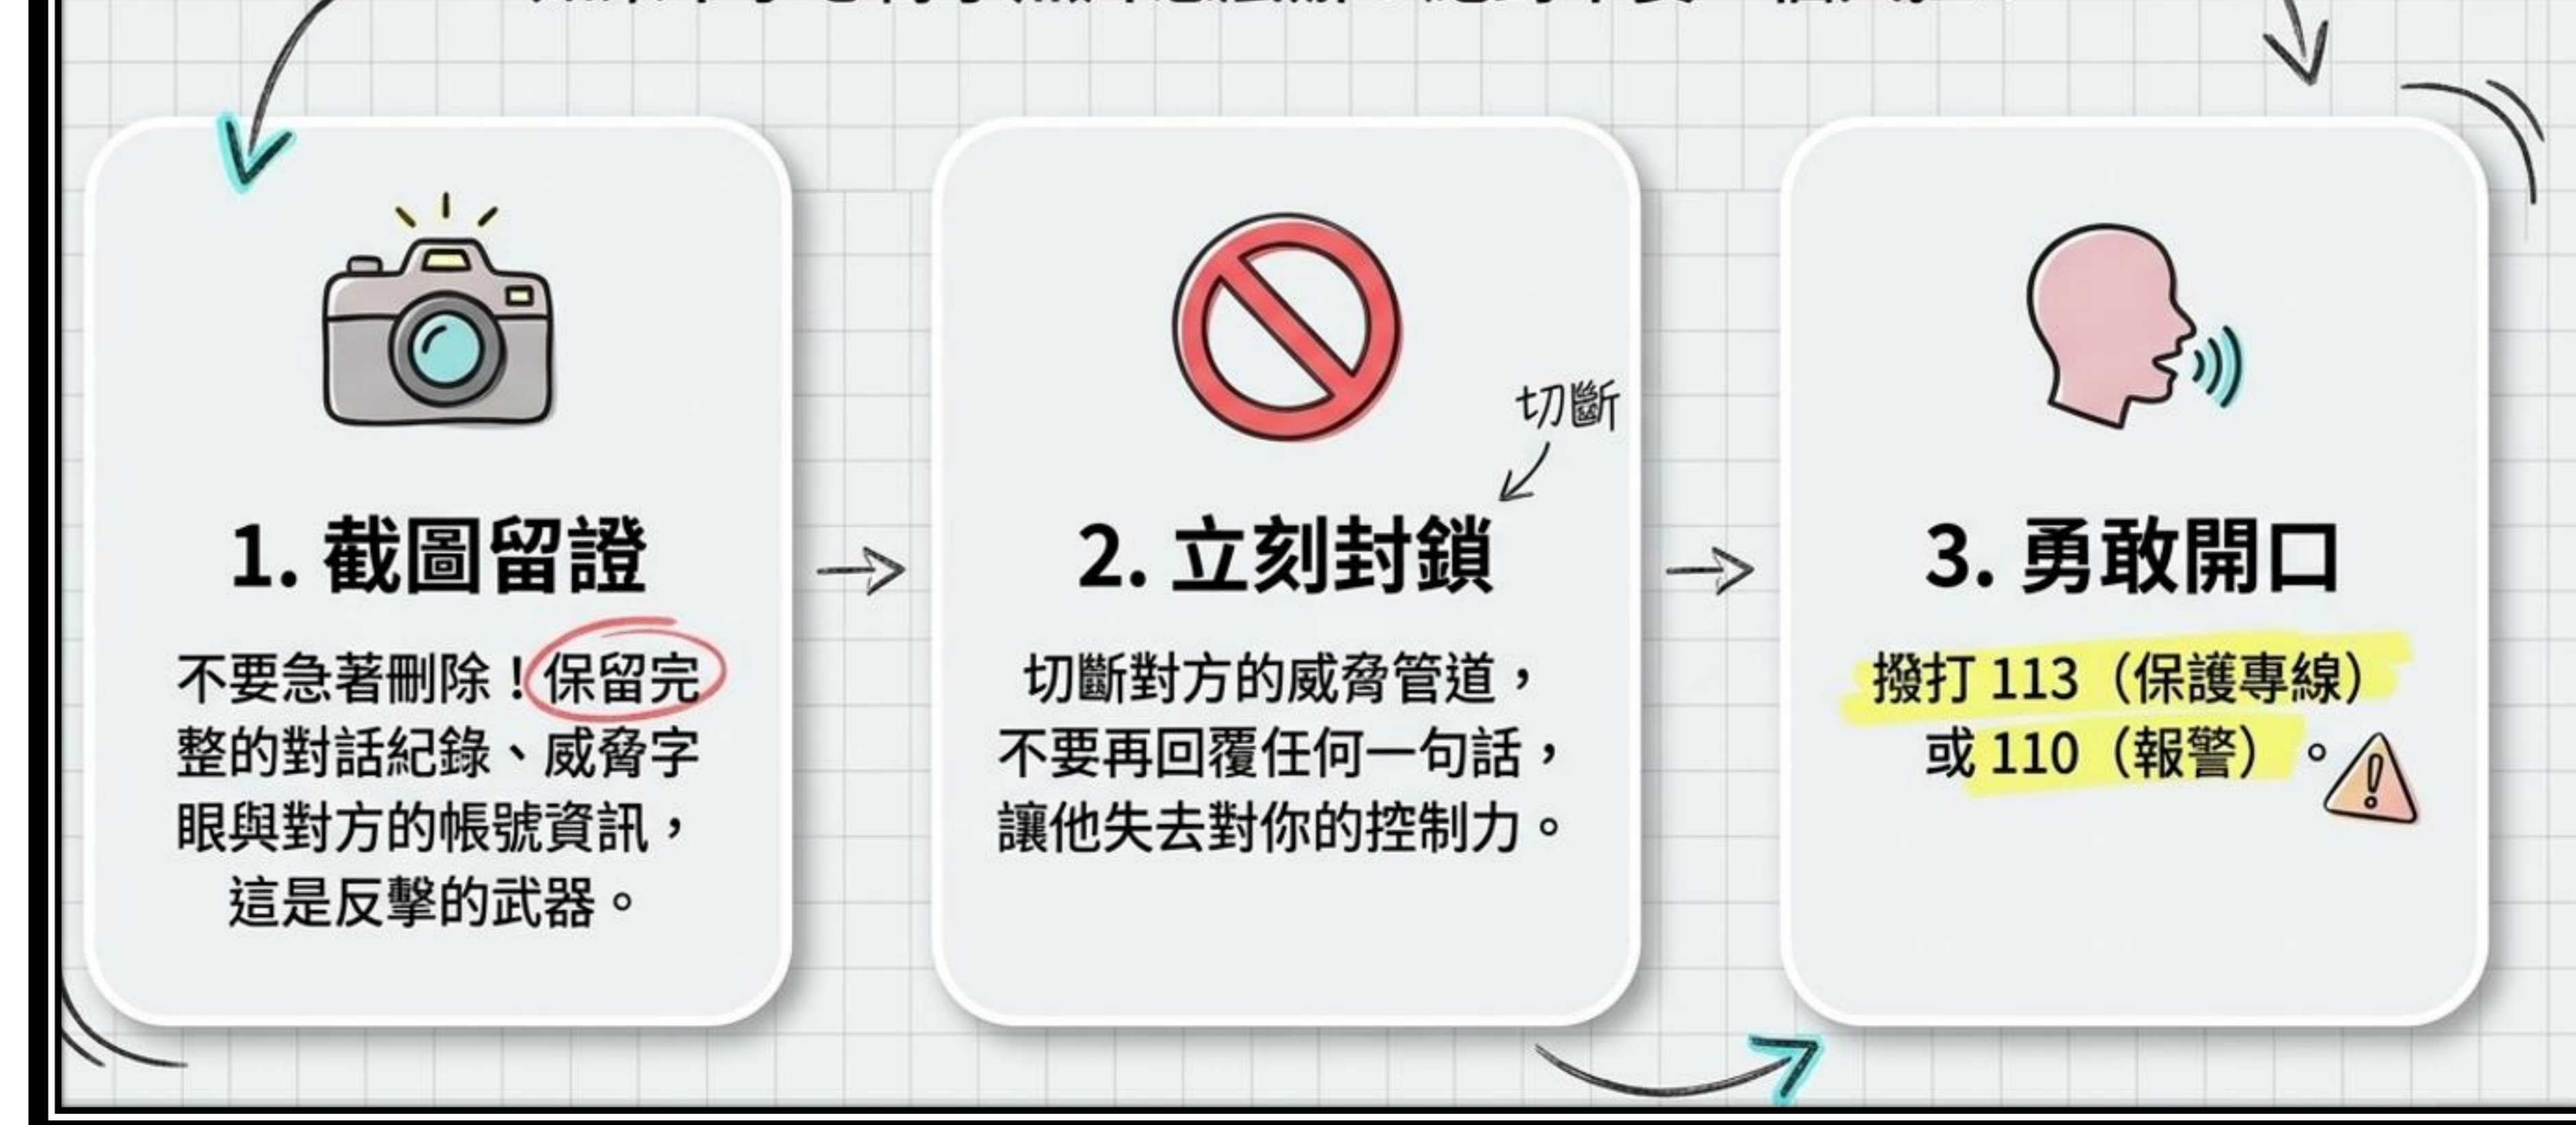 1. 截圖留證
不要急著刪除！保留完
整的對話紀錄、威脅字
眼與對方的帳號資訊，
這是反擊的武器。
切斷
2. 立刻封鎖
切斷對方的威脅管道，
不要再回覆任何一句話，
讓他失去對你的控制力。
3. 勇敢開口
撥打 113（保護專線）
或 110（報警）。